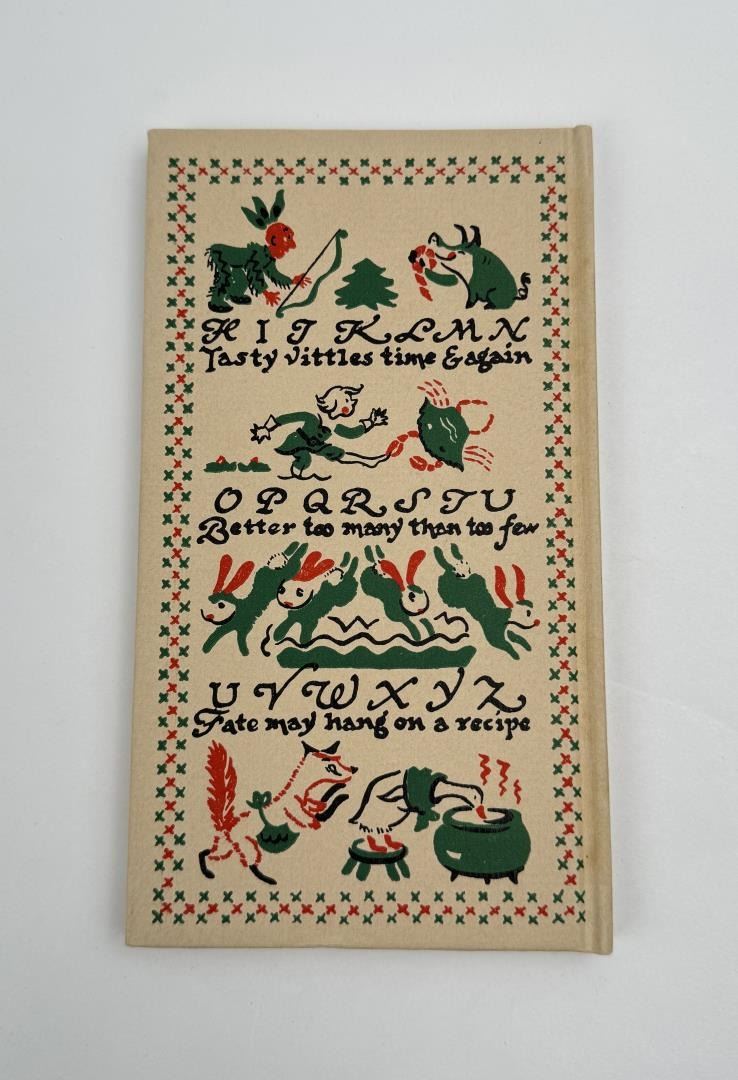 H I J K L M N
Tasty vittles time & again
O P Q R S T U
Better too many than too few
U V W X Y Z
Fate may hang on a recipe